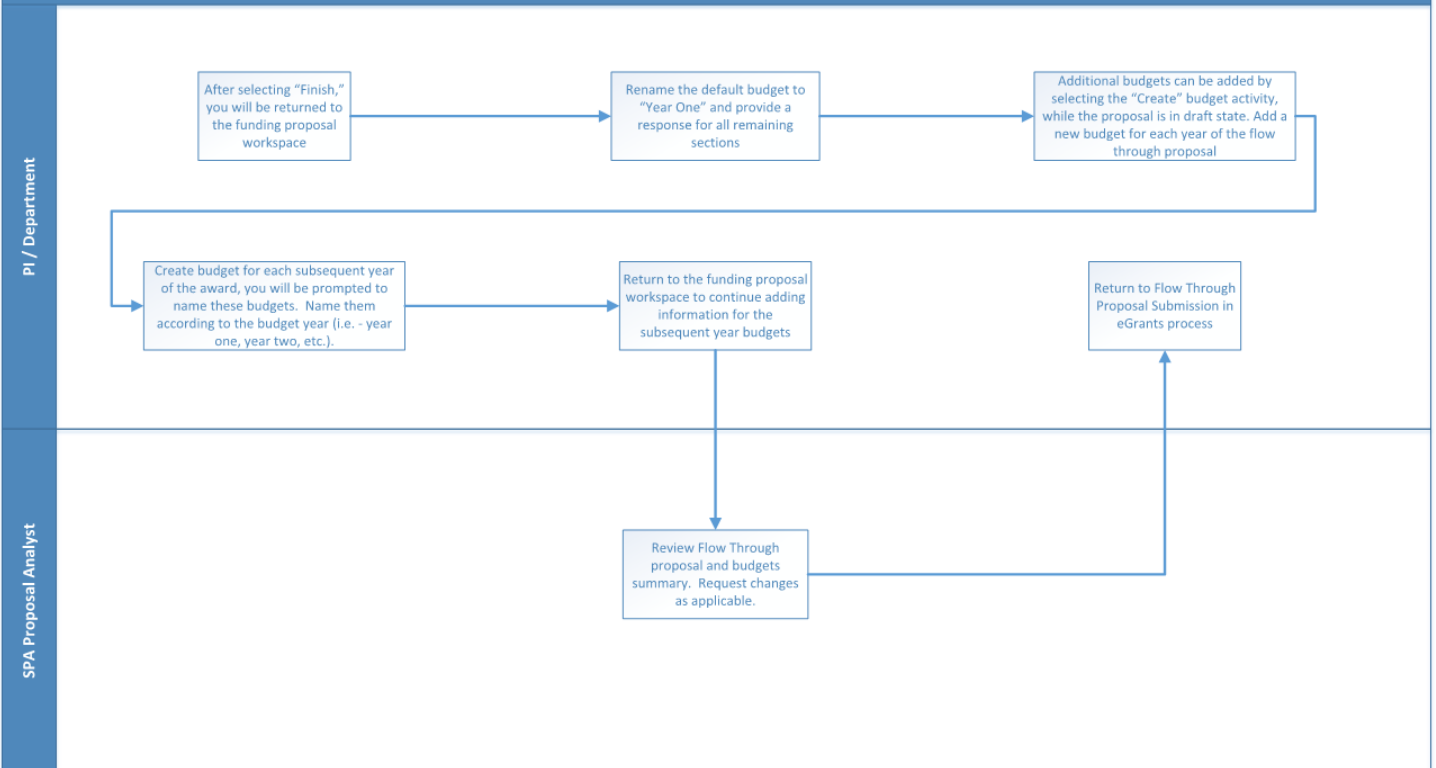 PI / Department
After selecting “Finish,”
you will be returned to
the funding proposal
workspace
Rename the default budget to
“Year One” and provide a
response for all remaining
sections
Additional budgets can be added by
selecting the “Create” budget activity,
while the proposal is in draft state. Add a
new budget for each year of the flow
through proposal
Create budget for each subsequent year
of the award, you will be prompted to
name these budgets.  Name them
according to the budget year (i.e. - year
one, year two, etc.).
Return to the funding proposal
workspace to continue adding
information for the
subsequent year budgets
Return to Flow Through
Proposal Submission in
eGrants process
SPA Proposal Analyst
Review Flow Through
proposal and budgets
summary.  Request changes
as applicable.